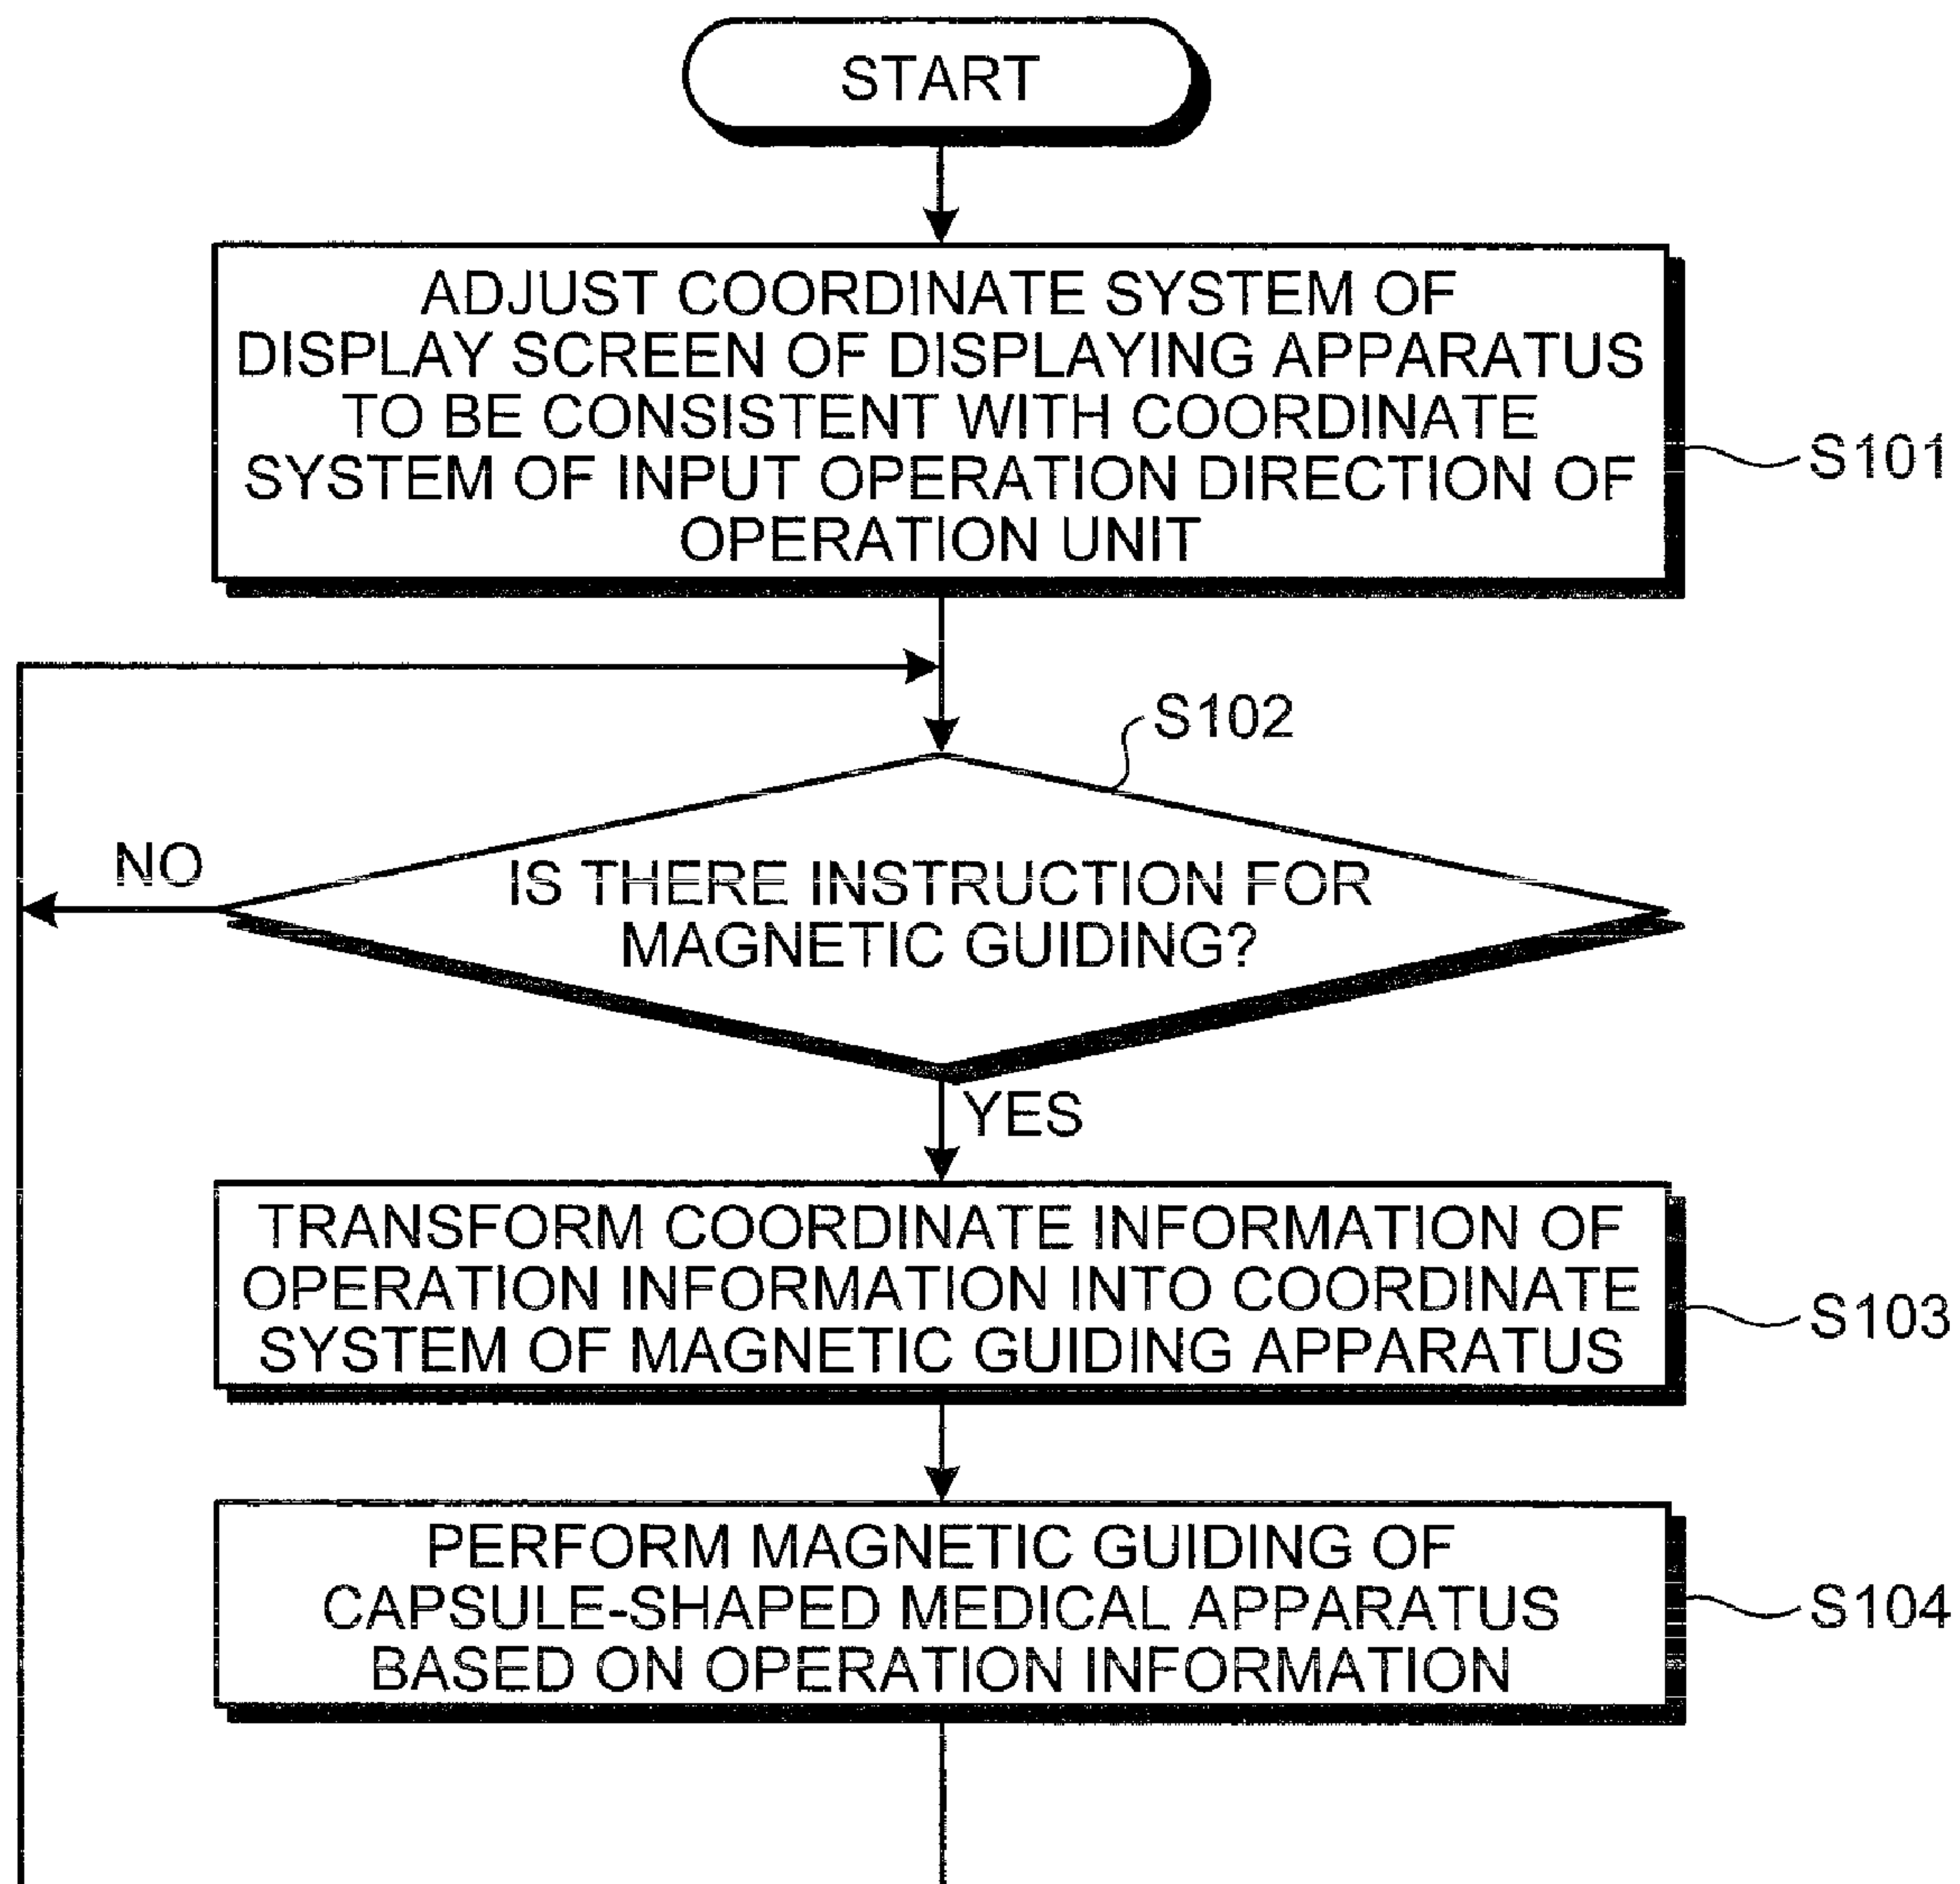 START
ADJUST COORDINATE SYSTEM OF
DISPLAY SCREEN OF DISPLAYING APPARATUS
TO BE CONSISTENT WITH COORDINATE
SYSTEM OF INPUT OPERATION DIRECTION OF
OPERATION UNIT
S101
S102
NO
IS THERE INSTRUCTION FOR
MAGNETIC GUIDING?
YES
TRANSFORM COORDINATE INFORMATION OF
OPERATION INFORMATION INTO COORDINATE
SYSTEM OF MAGNETIC GUIDING APPARATUS
S103
PERFORM MAGNETIC GUIDING OF
CAPSULE-SHAPED MEDICAL APPARATUS
BASED ON OPERATION INFORMATION
S104